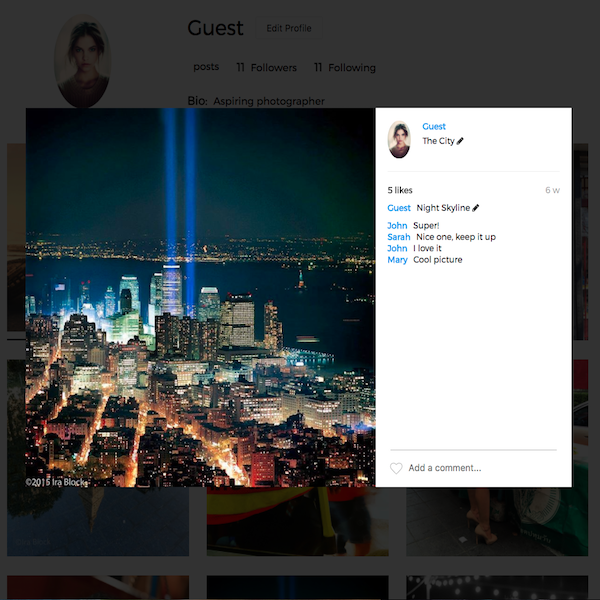 Guest Edit Profile
posts 11 Followers 11 Following
Bio: Aspiring photographer
Guest
The City
5 likes 6 w
Guest Night Skyline
John Super!
Sarah Nice one, keep it up
John I love it
Mary Cool picture
©2015 Ira Block
Add a comment...